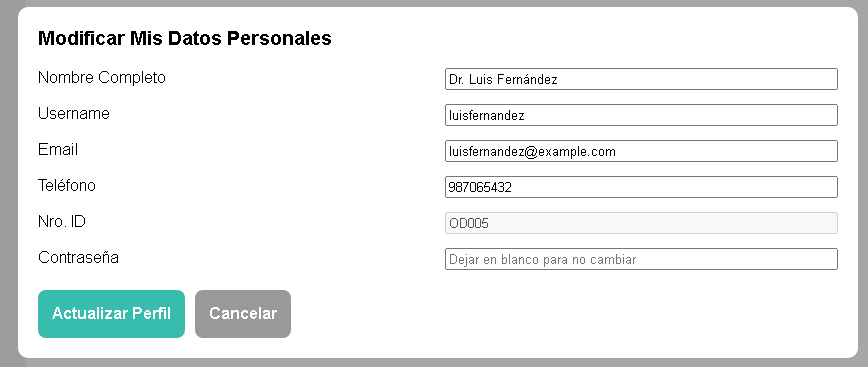 Modificar Mis Datos Personales
Nombre Completo Dr. Luis Fernández
Username luisfernandez
Email luisfernandez@example.com
Teléfono 987065432
Nro. ID OD005
Contraseña Dejar en blanco para no cambiar
Actualizar Perfil Cancelar